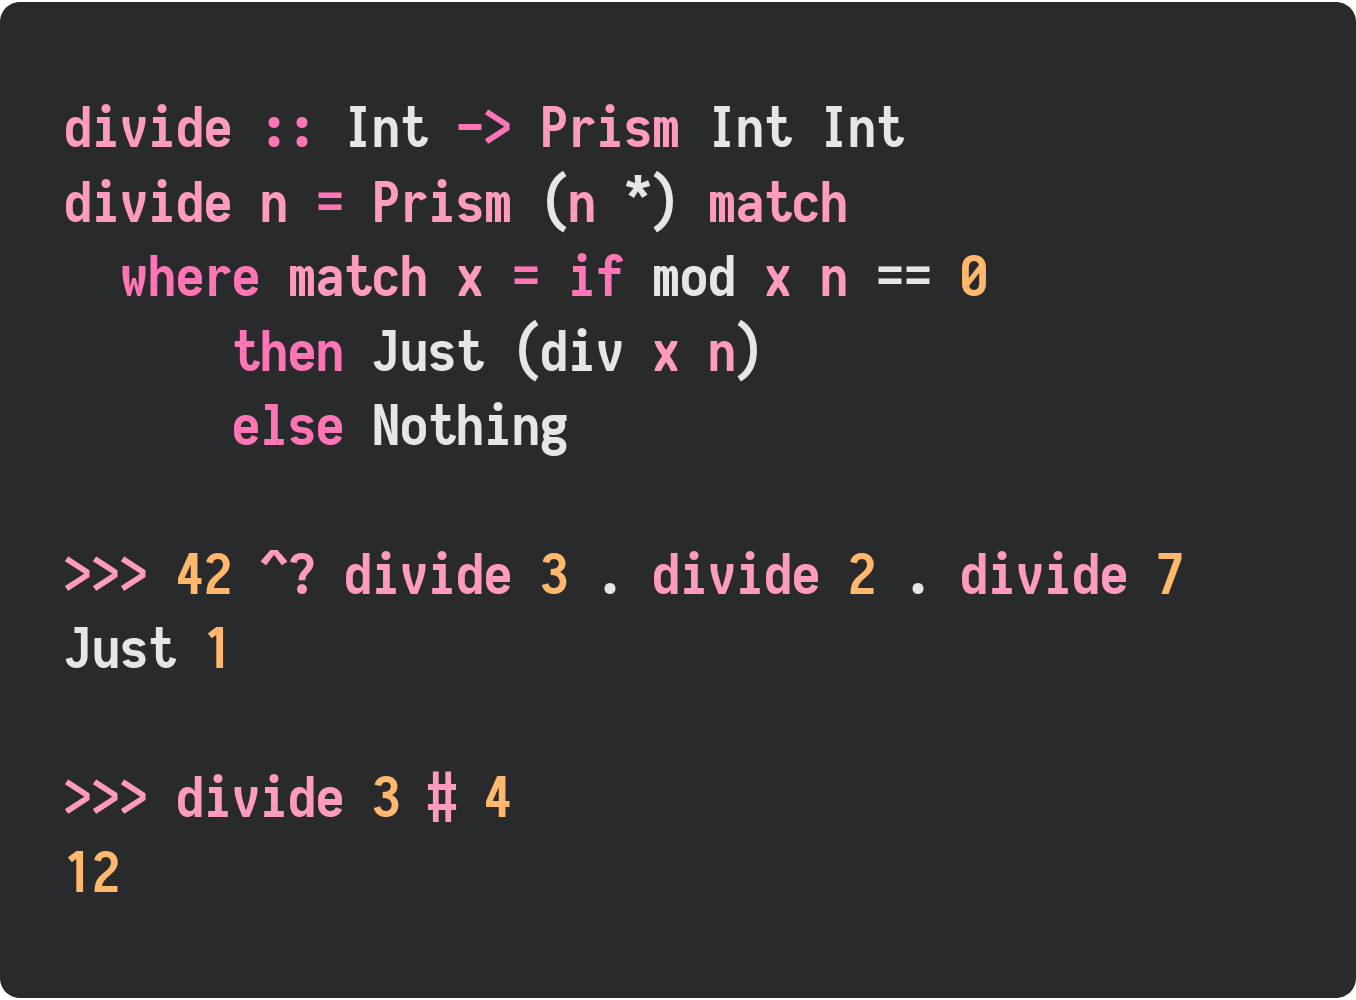 divide :: Int -> Prism Int Int
divide n = Prism (n *) match
  where match x = if mod x n == 0
      then Just (div x n)
      else Nothing

>>> 42 ^? divide 3 . divide 2 . divide 7
Just 1

>>> divide 3 # 4
12